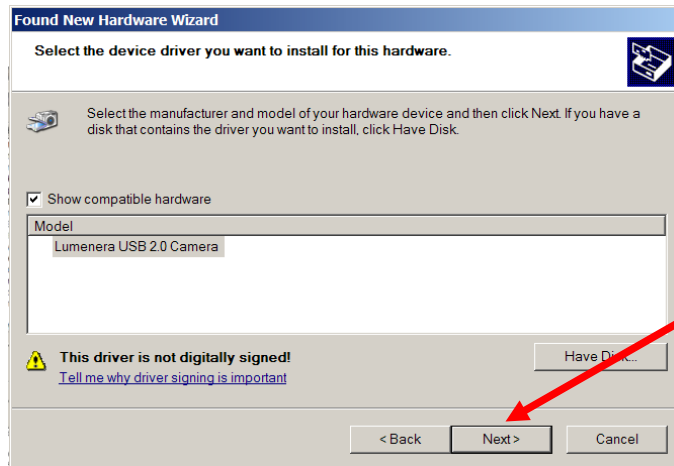 Found New Hardware Wizard
Select the device driver you want to install for this hardware.
Select the manufacturer and model of your hardware device and then click Next. If you have a
disk that contains the driver you want to install, click Have Disk.
Show compatible hardware
Model
Lumenera USB 2.0 Camera
This driver is not digitally signed!
Have Disk...
Tell me why driver signing is important
< Back
Next >
Cancel